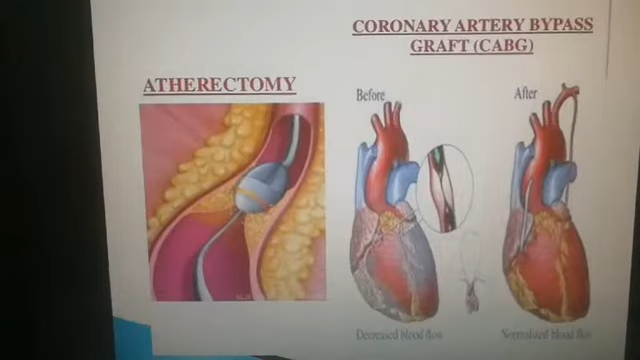 CORONARY ARTERY BYPASS
GRAFT (CABG)
ATHERECTOMY
Before
After
Decreased blood flow
Normalized blood flow